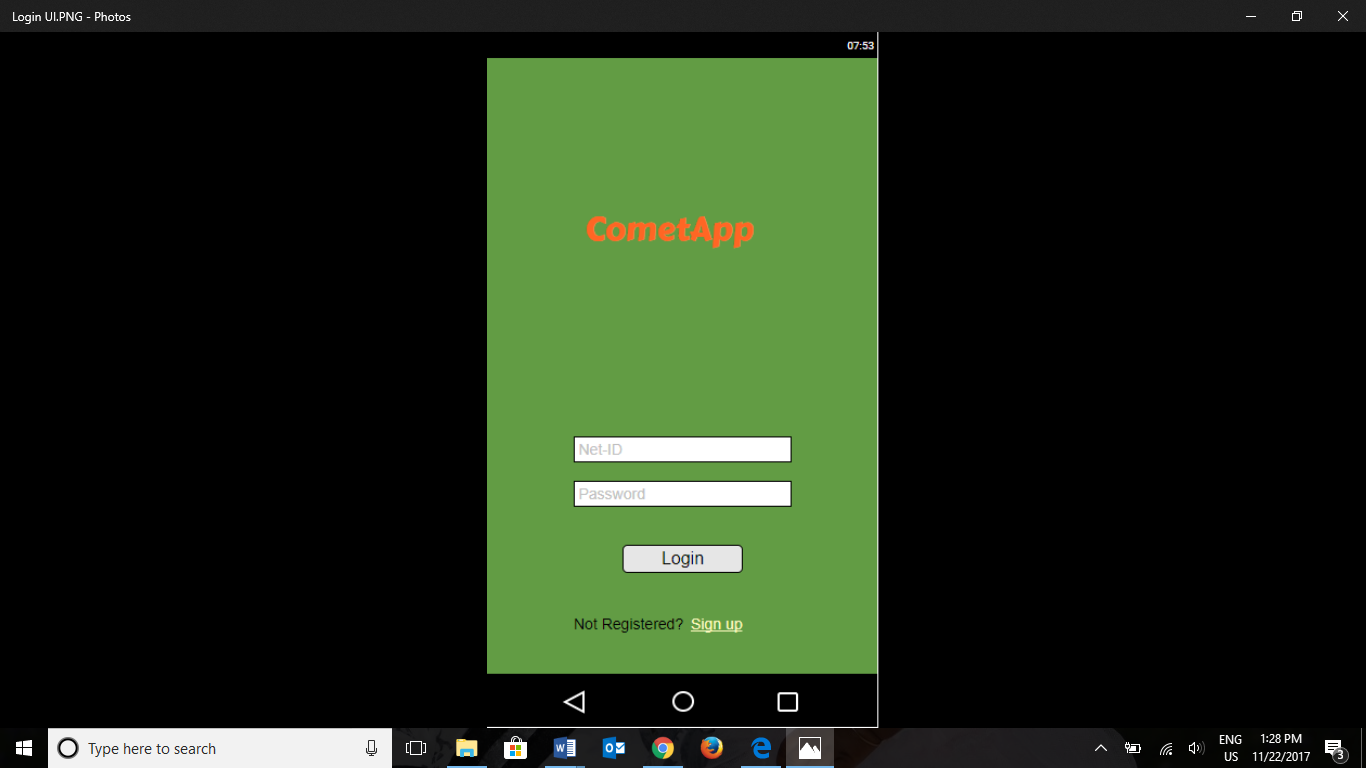 Login UI.PNG - Photos
07:53
CometApp
Net-ID
Password
Login
Not Registered? Sign up
Type here to search
ENG
US
1:28 PM
11/22/2017
3